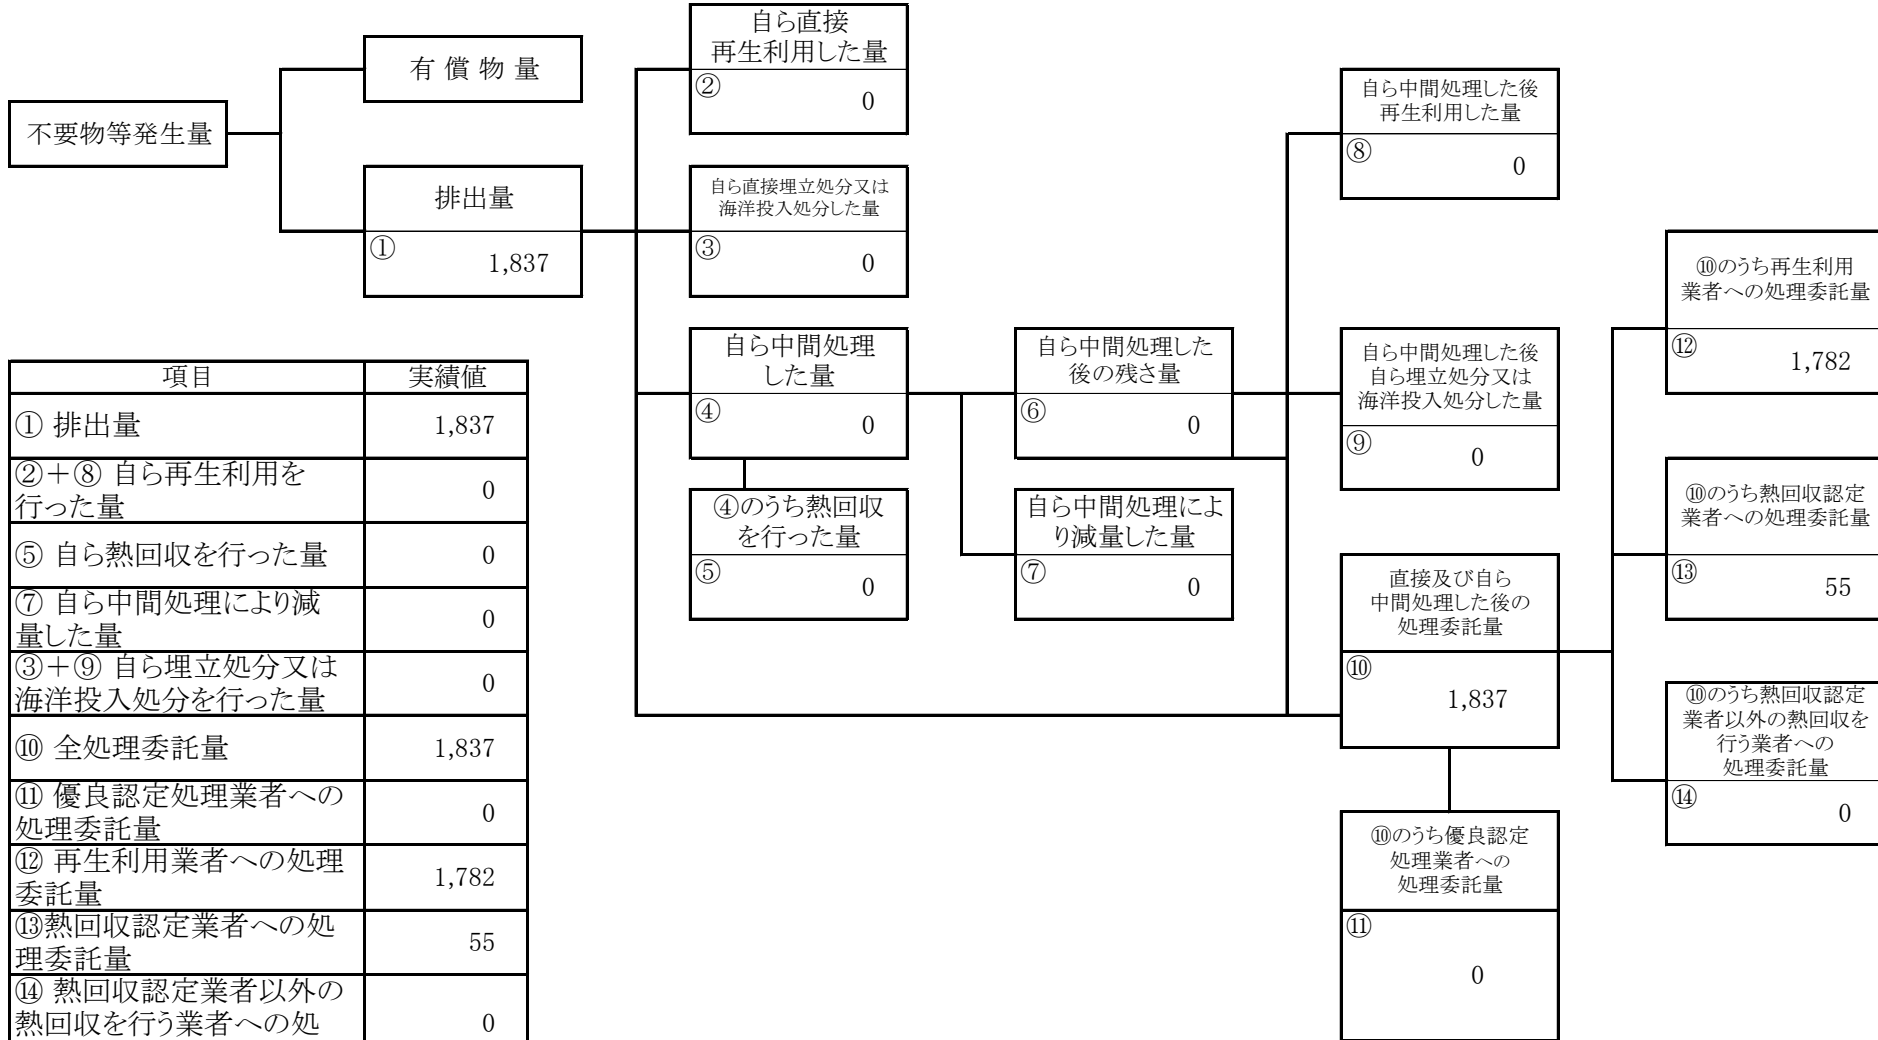 不要物等発生量
有償物量
排出量
①
1,837
自ら直接
再生利用した量
②
0
自ら直接埋立処分又は
海洋投入処分した量
③
0
自ら中間処理
した量
④
0
④のうち熱回収
を行った量
⑤
0
自ら中間処理した
後の残さ量
⑥
0
自ら中間処理によ
り減量した量
⑦
0
自ら中間処理した後
再生利用した量
⑧
0
自ら中間処理した後
自ら埋立処分又は
海洋投入処分した量
⑨
0
直接及び自ら
中間処理した後の
処理委託量
⑩
1,837
⑩のうち優良認定
処理業者への
処理委託量
⑪
0
⑩のうち再生利用
業者への処理委託量
⑫
1,782
⑩のうち熱回収認定
業者への処理委託量
⑬
55
⑩のうち熱回収認定
業者以外の熱回収を
行う業者への
処理委託量
⑭
0
項目 実績値
① 排出量 1,837
②+⑧ 自ら再生利用を
行った量 0
⑤ 自ら熱回収を行った量 0
⑦ 自ら中間処理により減
量した量 0
③+⑨ 自ら埋立処分又は
海洋投入処分を行った量 0
⑩ 全処理委託量 1,837
⑪ 優良認定処理業者への
処理委託量 0
⑫ 再生利用業者への処理
委託量 1,782
⑬熱回収認定業者への処
理委託量 55
⑭ 熱回収認定業者以外の
熱回収を行う業者への処 0